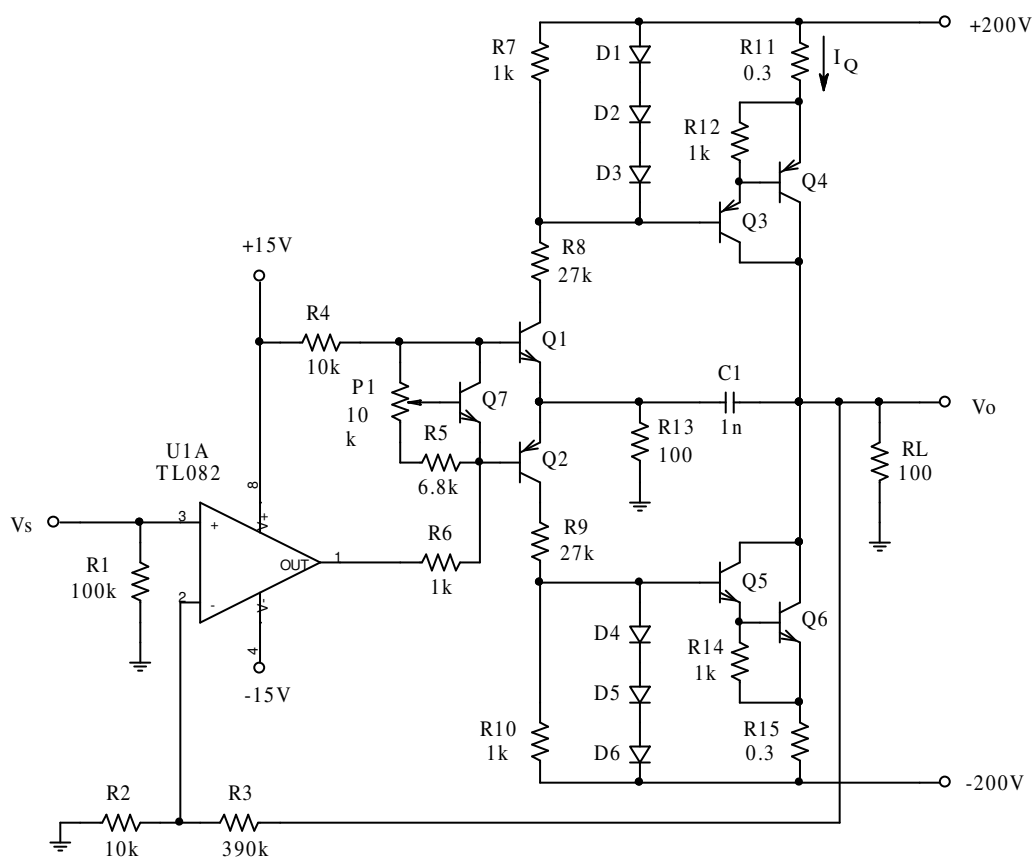 +200V
R7
1k
D1
D2
D3
R11
0.3
I Q
R12
1k
Q4
Q3
+15V
R8
27k
R4
10k
Q1
P1
10
k
Q7
C1
1n
Vo
R5
6.8k
Q2
R13
100
RL
100
U1A
TL082
8
V+
Vs
3
+
R6
1k
R9
27k
OUT
1
R1
100k
2
-
V-
4
-15V
Q5
D4
Q6
R14
1k
D5
R10
1k
D6
R15
0.3
-200V
R2
10k
R3
390k